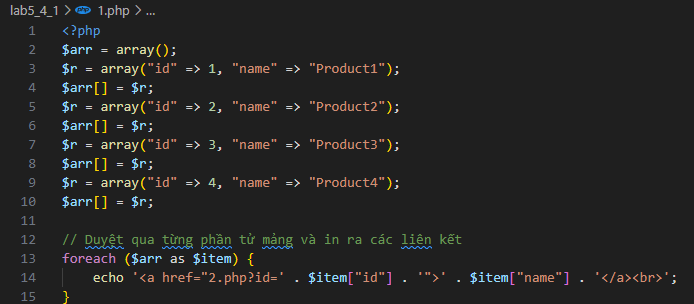 lab5_4_1 > php 1.php > ...
1 <?php
2 $arr = array();
3 $r = array("id" => 1, "name" => "Product1");
4 $arr[] = $r;
5 $r = array("id" => 2, "name" => "Product2");
6 $arr[] = $r;
7 $r = array("id" => 3, "name" => "Product3");
8 $arr[] = $r;
9 $r = array("id" => 4, "name" => "Product4");
10 $arr[] = $r;
11
12 // Duyệt qua từng phần tử mảng và in ra các liên kết
13 foreach ($arr as $item) {
14     echo '<a href="2.php?id=' . $item["id"] . '">' . $item["name"] . '</a><br>';
15 }